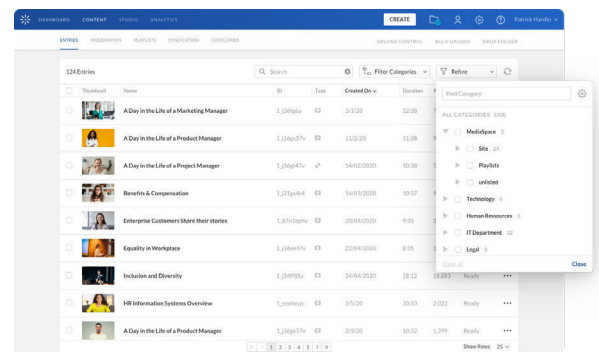 DASHBOARD CONTENT STUDIO ANALYTICS CREATE Patrick Hardin
ENTRIES MODERATION PLAYLISTS SYNDICATION CATEGORIES UPLOAD CONTROL BULK UPLOAD DROP FOLDER
124 Entries Search Filter Categories Refine
Thumbnail Name ID Type Created On Duration
Find Category
ALL CATEGORIES
MediaSpace
Site 24
Playlists
unlisted
Technology
Human Resources 2
IT Department
Legal
Clear all Close
A Day in the Life of a Marketing Manager 3/1/20 12:38
A Day in the Life of a Product Manager 11/2/20 11:28
A Day in the Life of a Project Manager 14/02/2020 10:38
Benefits & Compensation 16/03/2020 10:37
Enterprise Customers Share their stories 20/04/2020 9:35
Equality in Workplace 22/04/2020 8:35
Inclusion and Diversity 24/04/2020 18:12 18,883 Ready
HR Information Systems Overview 1/5/20 10:33 2,022 Ready
A Day in the Life of a Product Manager 2/5/20 10:52 1,299 Ready
1 2 3 4 5 Show Rows 25